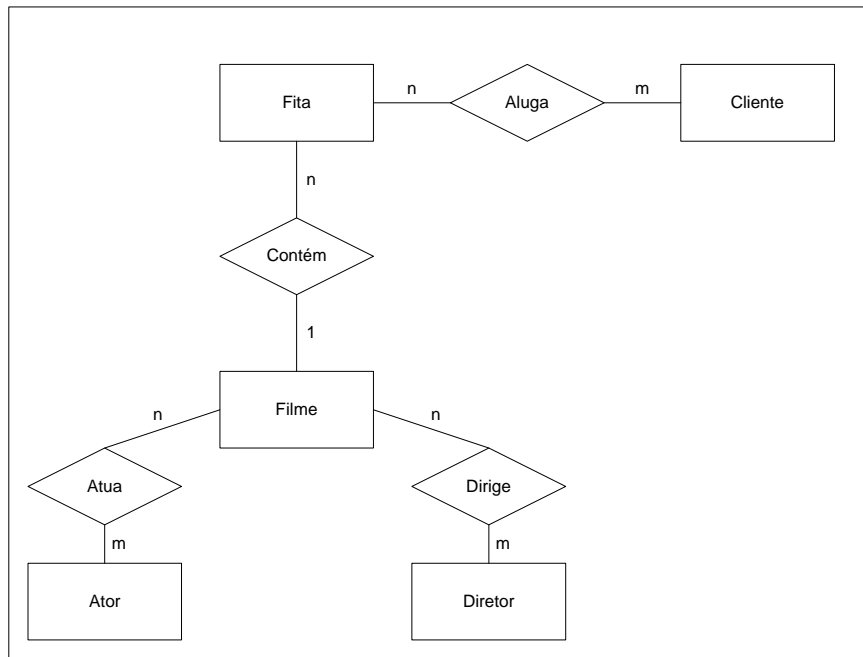 Fita
n
Aluga
m
Cliente
n
Contém
1
Filme
n
n
Atua
Dirige
m
m
Ator
Diretor